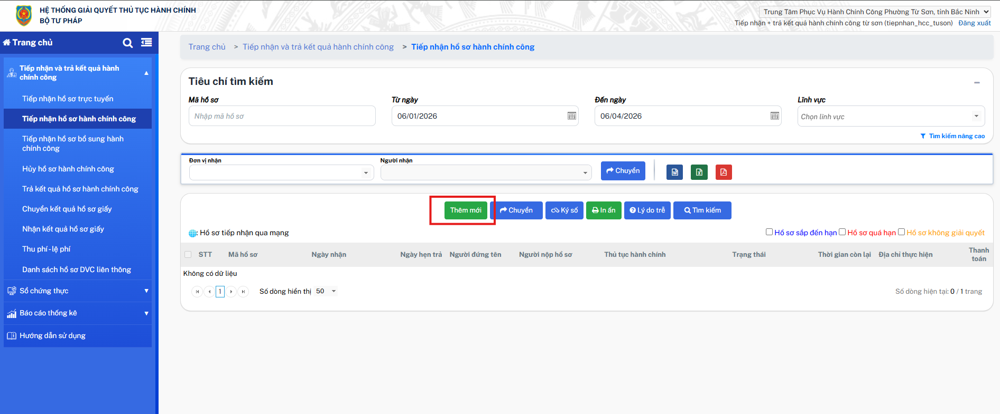 HỆ THỐNG GIẢI QUYẾT THỦ TỤC HÀNH CHÍNH
BỘ TƯ PHÁP
Trung Tâm Phục Vụ Hành Chính Công Phường Từ Sơn, tỉnh Bắc Ninh
Tiếp nhận + trả kết quả hành chính công từ sơn (tiepnhan_hcc_tuson) Đăng xuất
Trang chủ
Tiếp nhận và trả kết quả hành
chính công
Tiếp nhận hồ sơ trực tuyến
Tiếp nhận hồ sơ hành chính công
Tiếp nhận hồ sơ bổ sung hành
chính công
Hủy hồ sơ hành chính công
Trả kết quả hồ sơ hành chính công
Chuyển kết quả hồ sơ giấy
Nhận kết quả hồ sơ giấy
Thu phí - lệ phí
Danh sách hồ sơ DVC liên thông
Sổ chứng thực
Báo cáo thống kê
Hướng dẫn sử dụng
Trang chủ > Tiếp nhận và trả kết quả hành chính công > Tiếp nhận hồ sơ hành chính công
Tiêu chí tìm kiếm
Mã hồ sơ Từ ngày Đến ngày Lĩnh vực
Nhập mã hồ sơ 06/01/2026 06/04/2026 Chọn lĩnh vực
Tìm kiếm nâng cao
Đơn vị nhận Người nhận
Chuyển
Thêm mới Chuyển Ký số In ấn Lý do trễ Tìm kiếm
: Hồ sơ tiếp nhận qua mạng Hồ sơ sắp đến hạn Hồ sơ quá hạn Hồ sơ không giải quyết
STT Mã hồ sơ Ngày nhận Ngày hẹn trả Người đứng tên Người nộp hồ sơ Thủ tục hành chính Trạng thái Thời gian còn lại Địa chỉ thực hiện Thanh toán
Không có dữ liệu
1 Số dòng hiển thị 50 Số dòng hiện tại: 0 / 1 trang